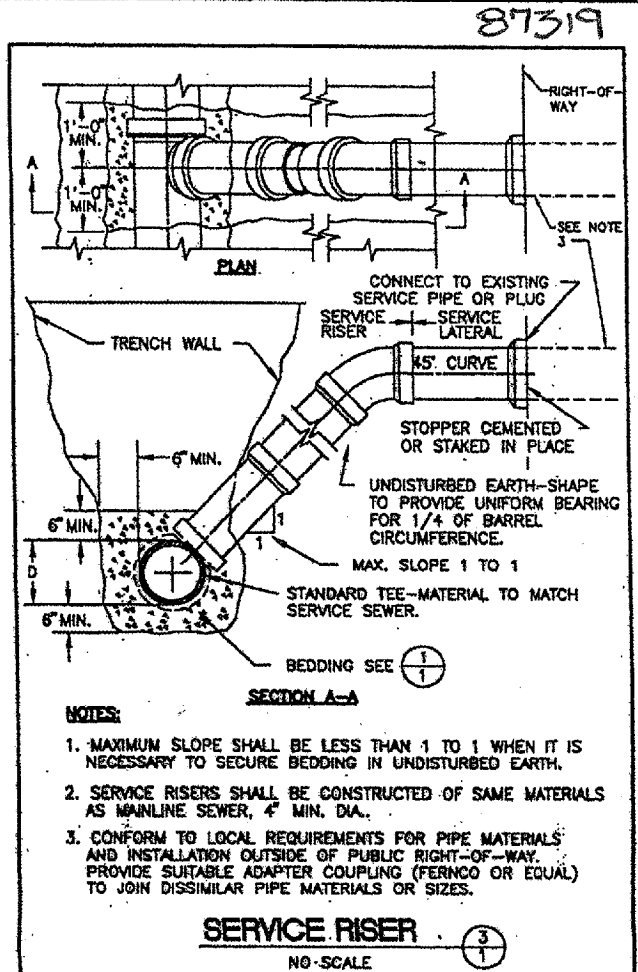 87319
RIGHT-OF-
WAY
1'-0"
MIN.
A
A
1'-0"
MIN.
SEE NOTE
3
PLAN
CONNECT TO EXISTING
SERVICE PIPE OR PLUG
SERVICE
RISER
SERVICE
LATERAL
TRENCH WALL
45° CURVE
STOPPER CEMENTED
OR STAKED IN PLACE
6" MIN.
UNDISTURBED EARTH-SHAPE
TO PROVIDE UNIFORM BEARING
FOR 1/4 OF BARREL
CIRCUMFERENCE.
6" MIN.
1
1
MAX. SLOPE 1 TO 1
D
STANDARD TEE-MATERIAL TO MATCH
SERVICE SEWER.
6" MIN.
BEDDING SEE 1/1
SECTION A-A
NOTES:
1. MAXIMUM SLOPE SHALL BE LESS THAN 1 TO 1 WHEN IT IS
NECESSARY TO SECURE BEDDING IN UNDISTURBED EARTH.
2. SERVICE RISERS SHALL BE CONSTRUCTED OF SAME MATERIALS
AS MAINLINE SEWER, 4" MIN. DIA..
3. CONFORM TO LOCAL REQUIREMENTS FOR PIPE MATERIALS
AND INSTALLATION OUTSIDE OF PUBLIC RIGHT-OF-WAY.
PROVIDE SUITABLE ADAPTER COUPLING (FERNCO OR EQUAL)
TO JOIN DISSIMILAR PIPE MATERIALS OR SIZES.
SERVICE RISER 3/1
NO SCALE